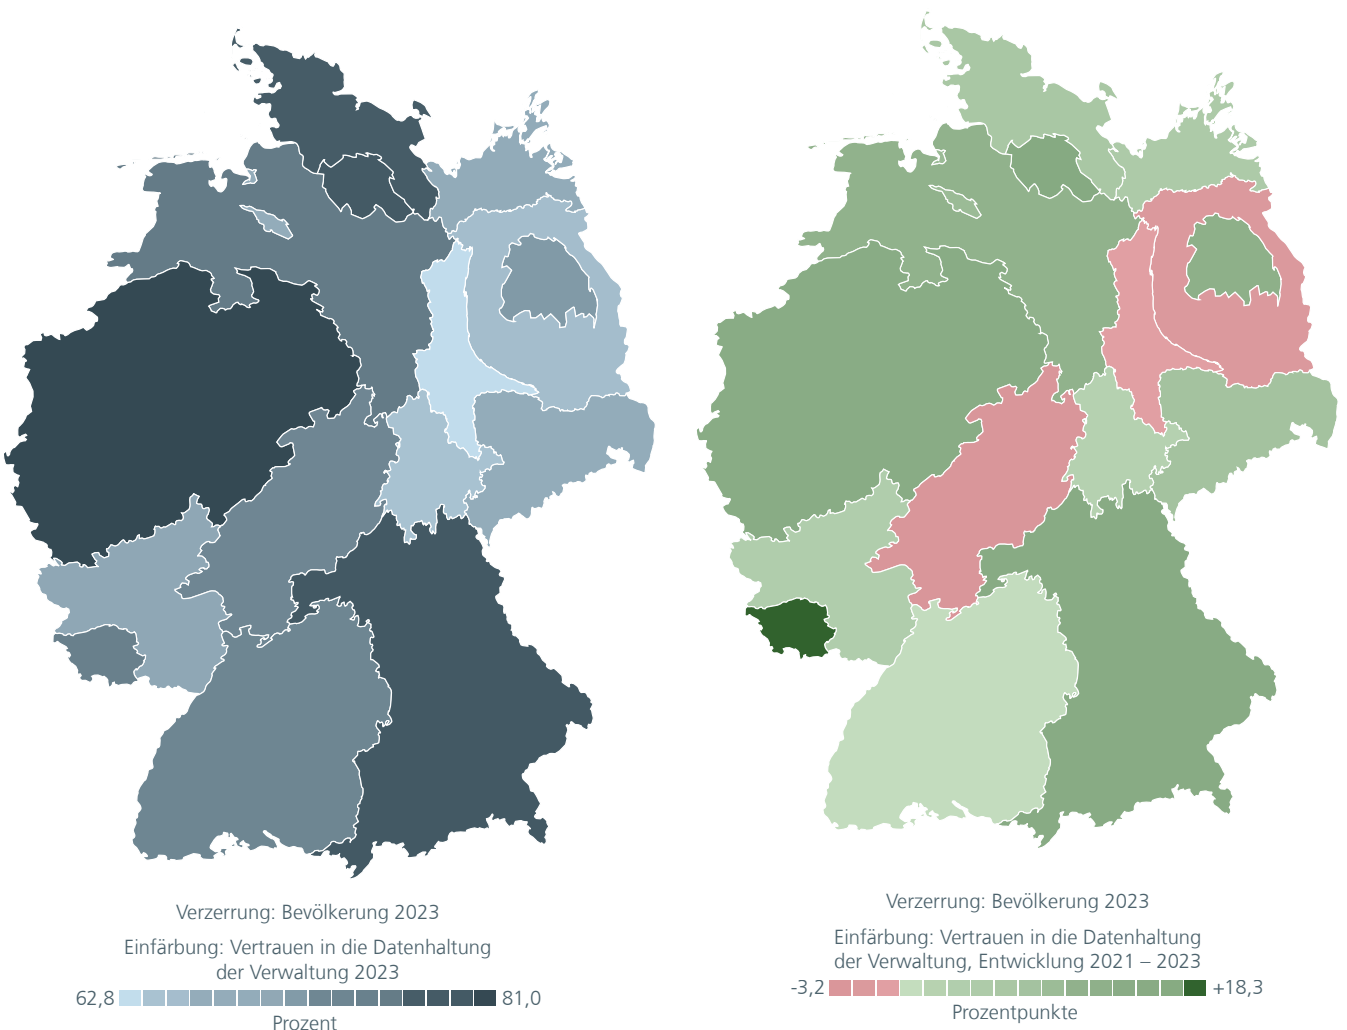 Verzerrung: Bevölkerung 2023
Einfärbung: Vertrauen in die Datenhaltung
der Verwaltung 2023
62,8 81,0
Prozent
Verzerrung: Bevölkerung 2023
Einfärbung: Vertrauen in die Datenhaltung
der Verwaltung, Entwicklung 2021 – 2023
-3,2 +18,3
Prozentpunkte